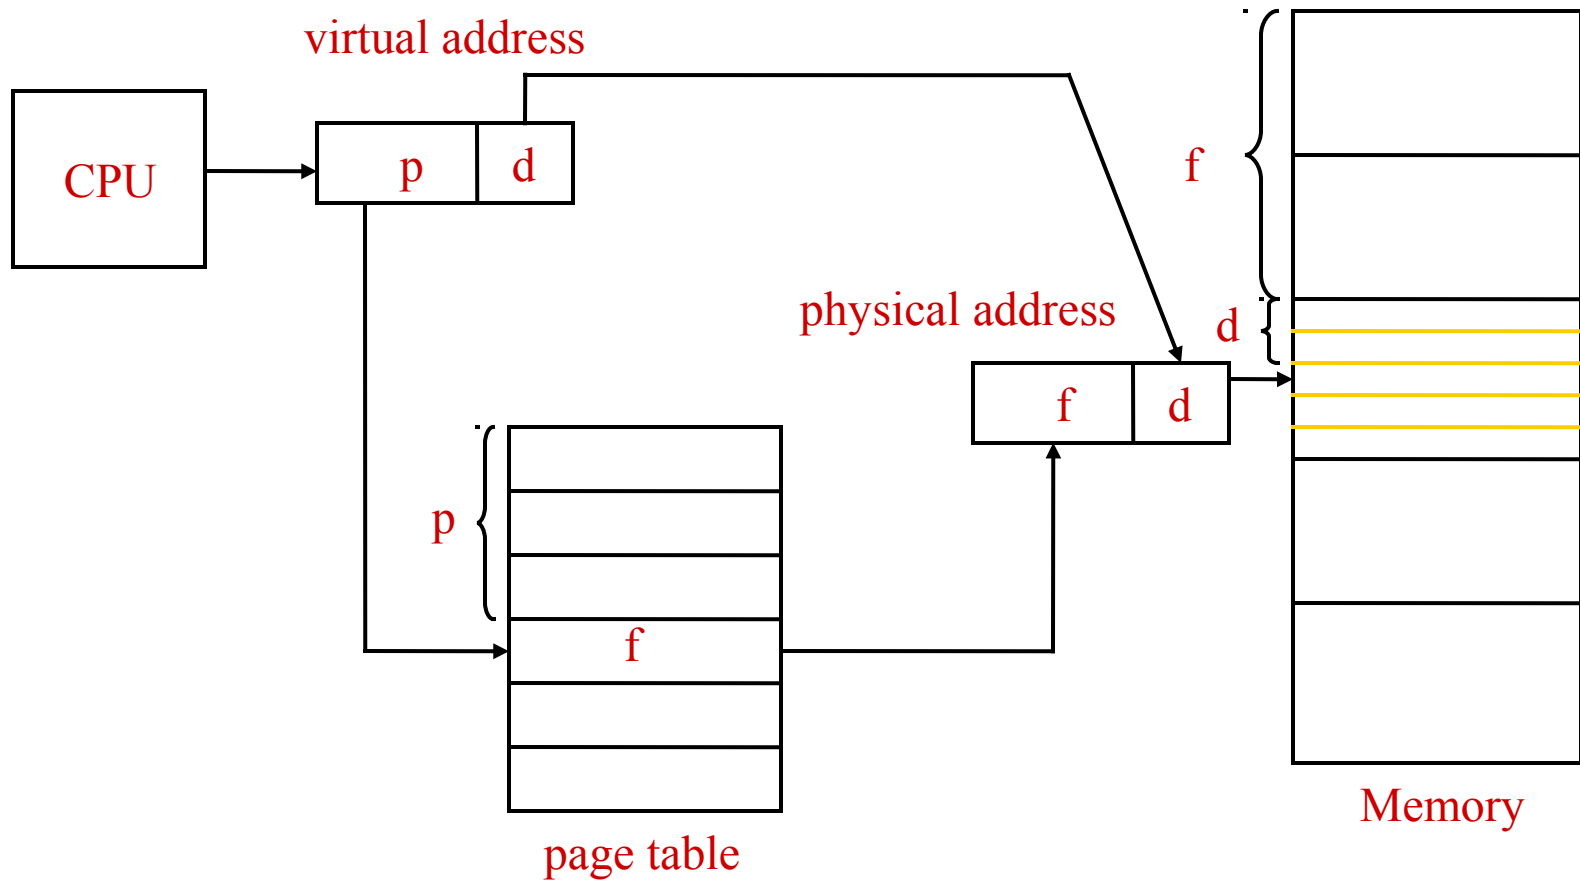 virtual address
CPU
p
d
f
physical address
d
f
d
p
f
Memory
page table